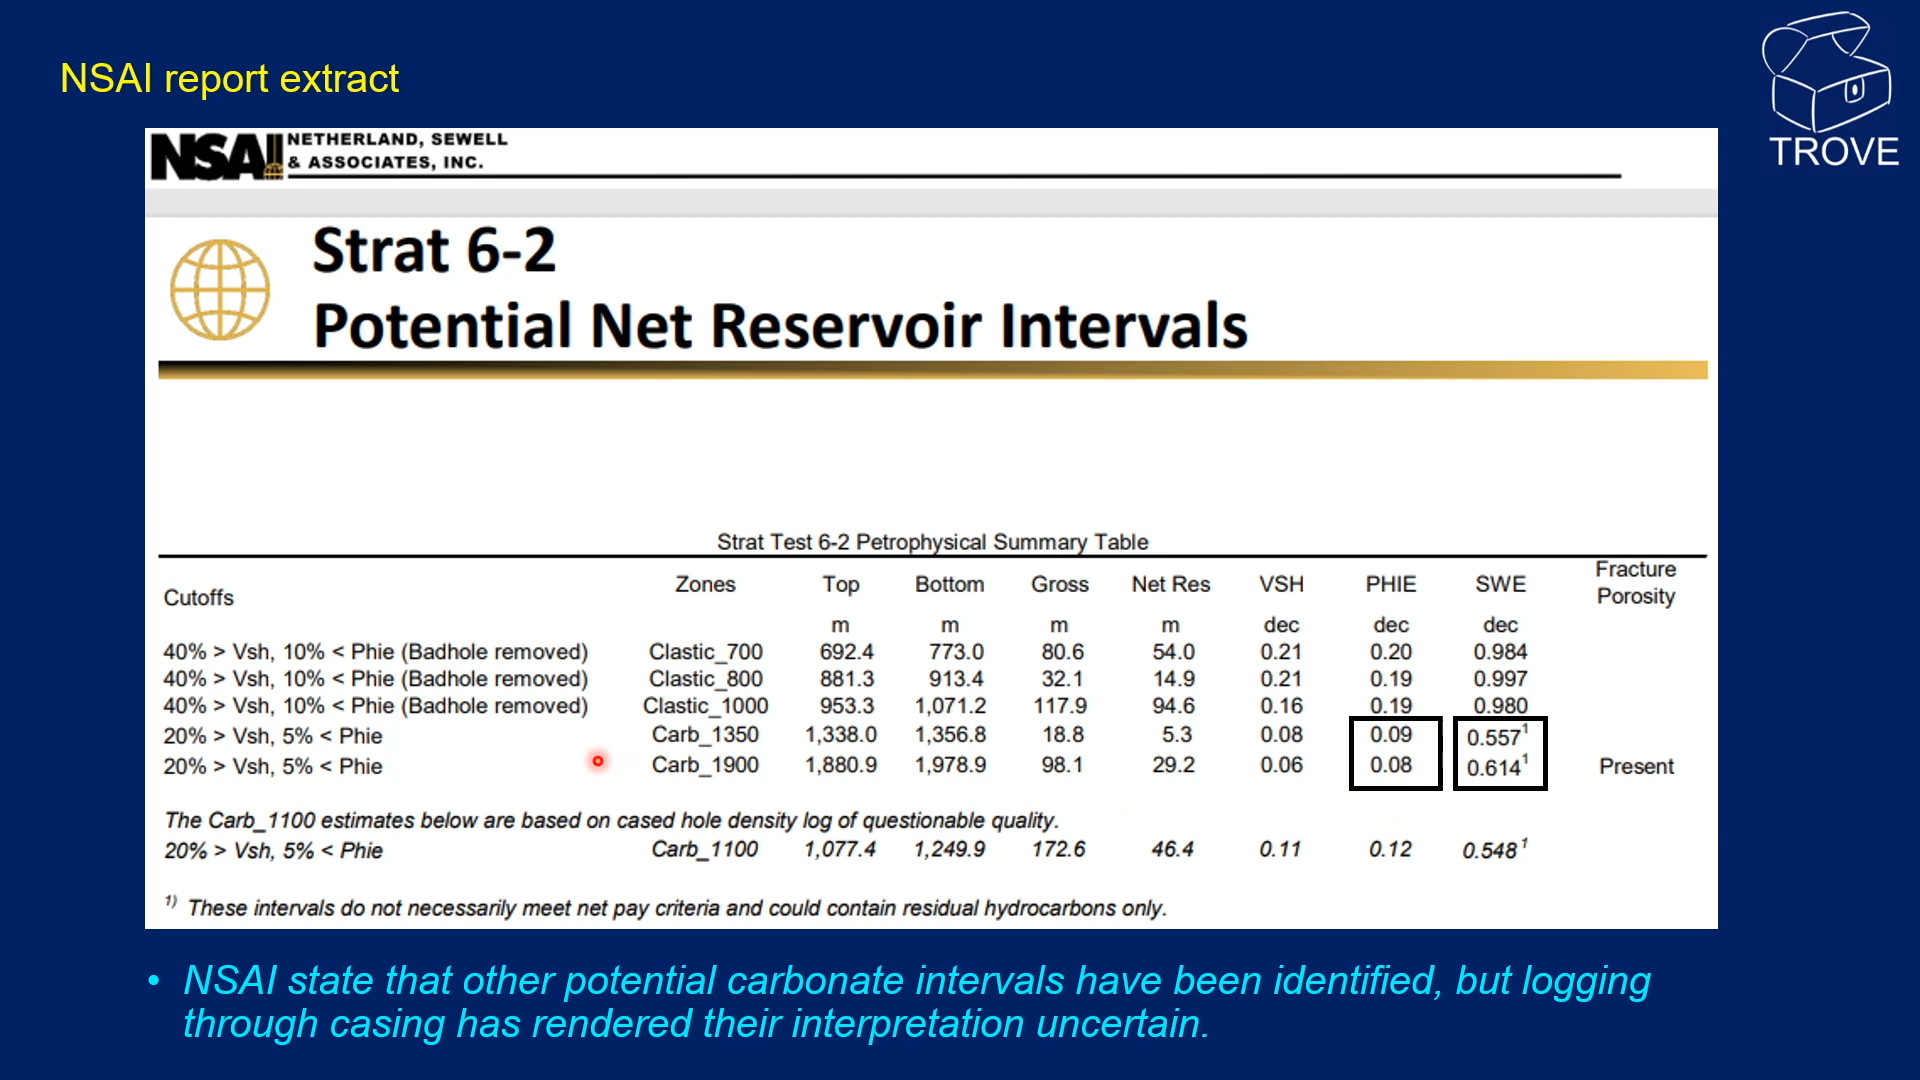 NSAI report extract
TROVE
NSAI NETHERLAND, SEWELL
& ASSOCIATES, INC.
Strat 6-2
Potential Net Reservoir Intervals
Strat Test 6-2 Petrophysical Summary Table
Cutoffs Zones Top Bottom Gross Net Res VSH PHIE SWE Fracture Porosity
m m m m dec dec dec
40% > Vsh, 10% < Phie (Badhole removed) Clastic_700 692.4 773.0 80.6 54.0 0.21 0.20 0.984
40% > Vsh, 10% < Phie (Badhole removed) Clastic_800 881.3 913.4 32.1 14.9 0.21 0.19 0.997
40% > Vsh, 10% < Phie (Badhole removed) Clastic_1000 953.3 1,071.2 117.9 94.6 0.16 0.19 0.980
20% > Vsh, 5% < Phie Carb_1350 1,338.0 1,356.8 18.8 5.3 0.08 0.09 0.557¹
20% > Vsh, 5% < Phie Carb_1900 1,880.9 1,978.9 98.1 29.2 0.06 0.08 0.614¹ Present
The Carb_1100 estimates below are based on cased hole density log of questionable quality.
20% > Vsh, 5% < Phie Carb_1100 1,077.4 1,249.9 172.6 46.4 0.11 0.12 0.548¹
¹⁾ These intervals do not necessarily meet net pay criteria and could contain residual hydrocarbons only.
• NSAI state that other potential carbonate intervals have been identified, but logging
through casing has rendered their interpretation uncertain.